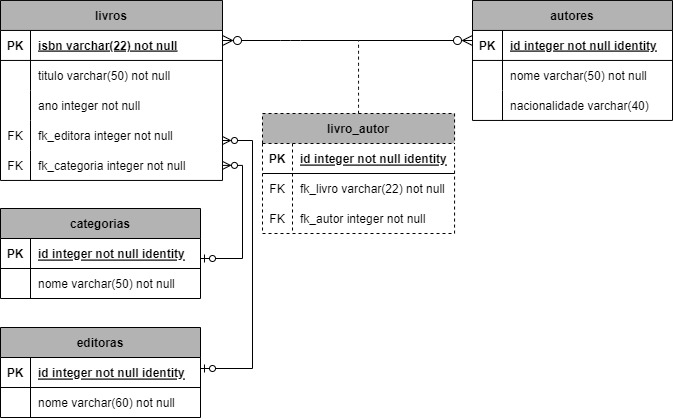 livros
PK isbn varchar(22) not null
titulo varchar(50) not null
ano integer not null
FK fk_editora integer not null
FK fk_categoria integer not null
autores
PK id integer not null identity
nome varchar(50) not null
nacionalidade varchar(40)
livro_autor
PK id integer not null identity
FK fk_livro varchar(22) not null
FK fk_autor integer not null
categorias
PK id integer not null identity
nome varchar(50) not null
editoras
PK id integer not null identity
nome varchar(60) not null